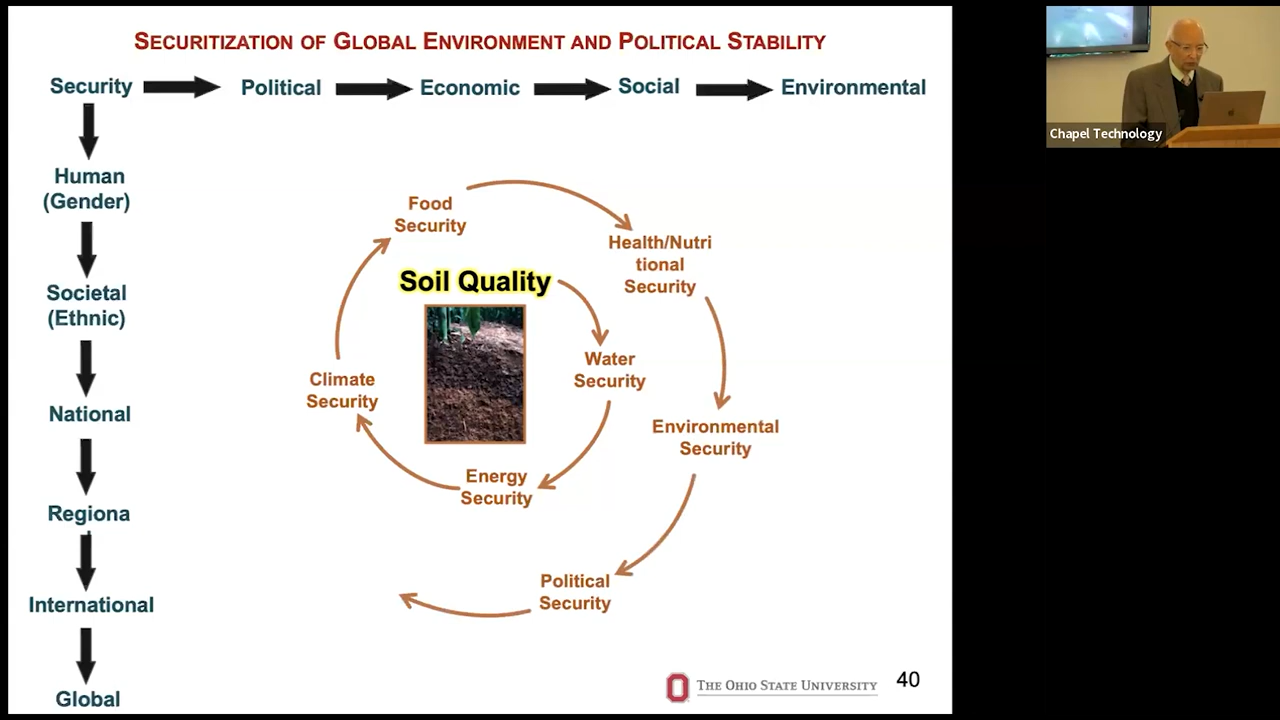 SECURITIZATION OF GLOBAL ENVIRONMENT AND POLITICAL STABILITY
Security
Political
Economic
Social
Environmental
Human
(Gender)
Societal
(Ethnic)
National
Regiona
l
International
Global
Food
Security
Health/Nutri
tional
Security
Soil Quality
Water
Security
Climate
Security
Environmental
Security
Energy
Security
Political
Security
THE OHIO STATE UNIVERSITY
40
Chapel Technology